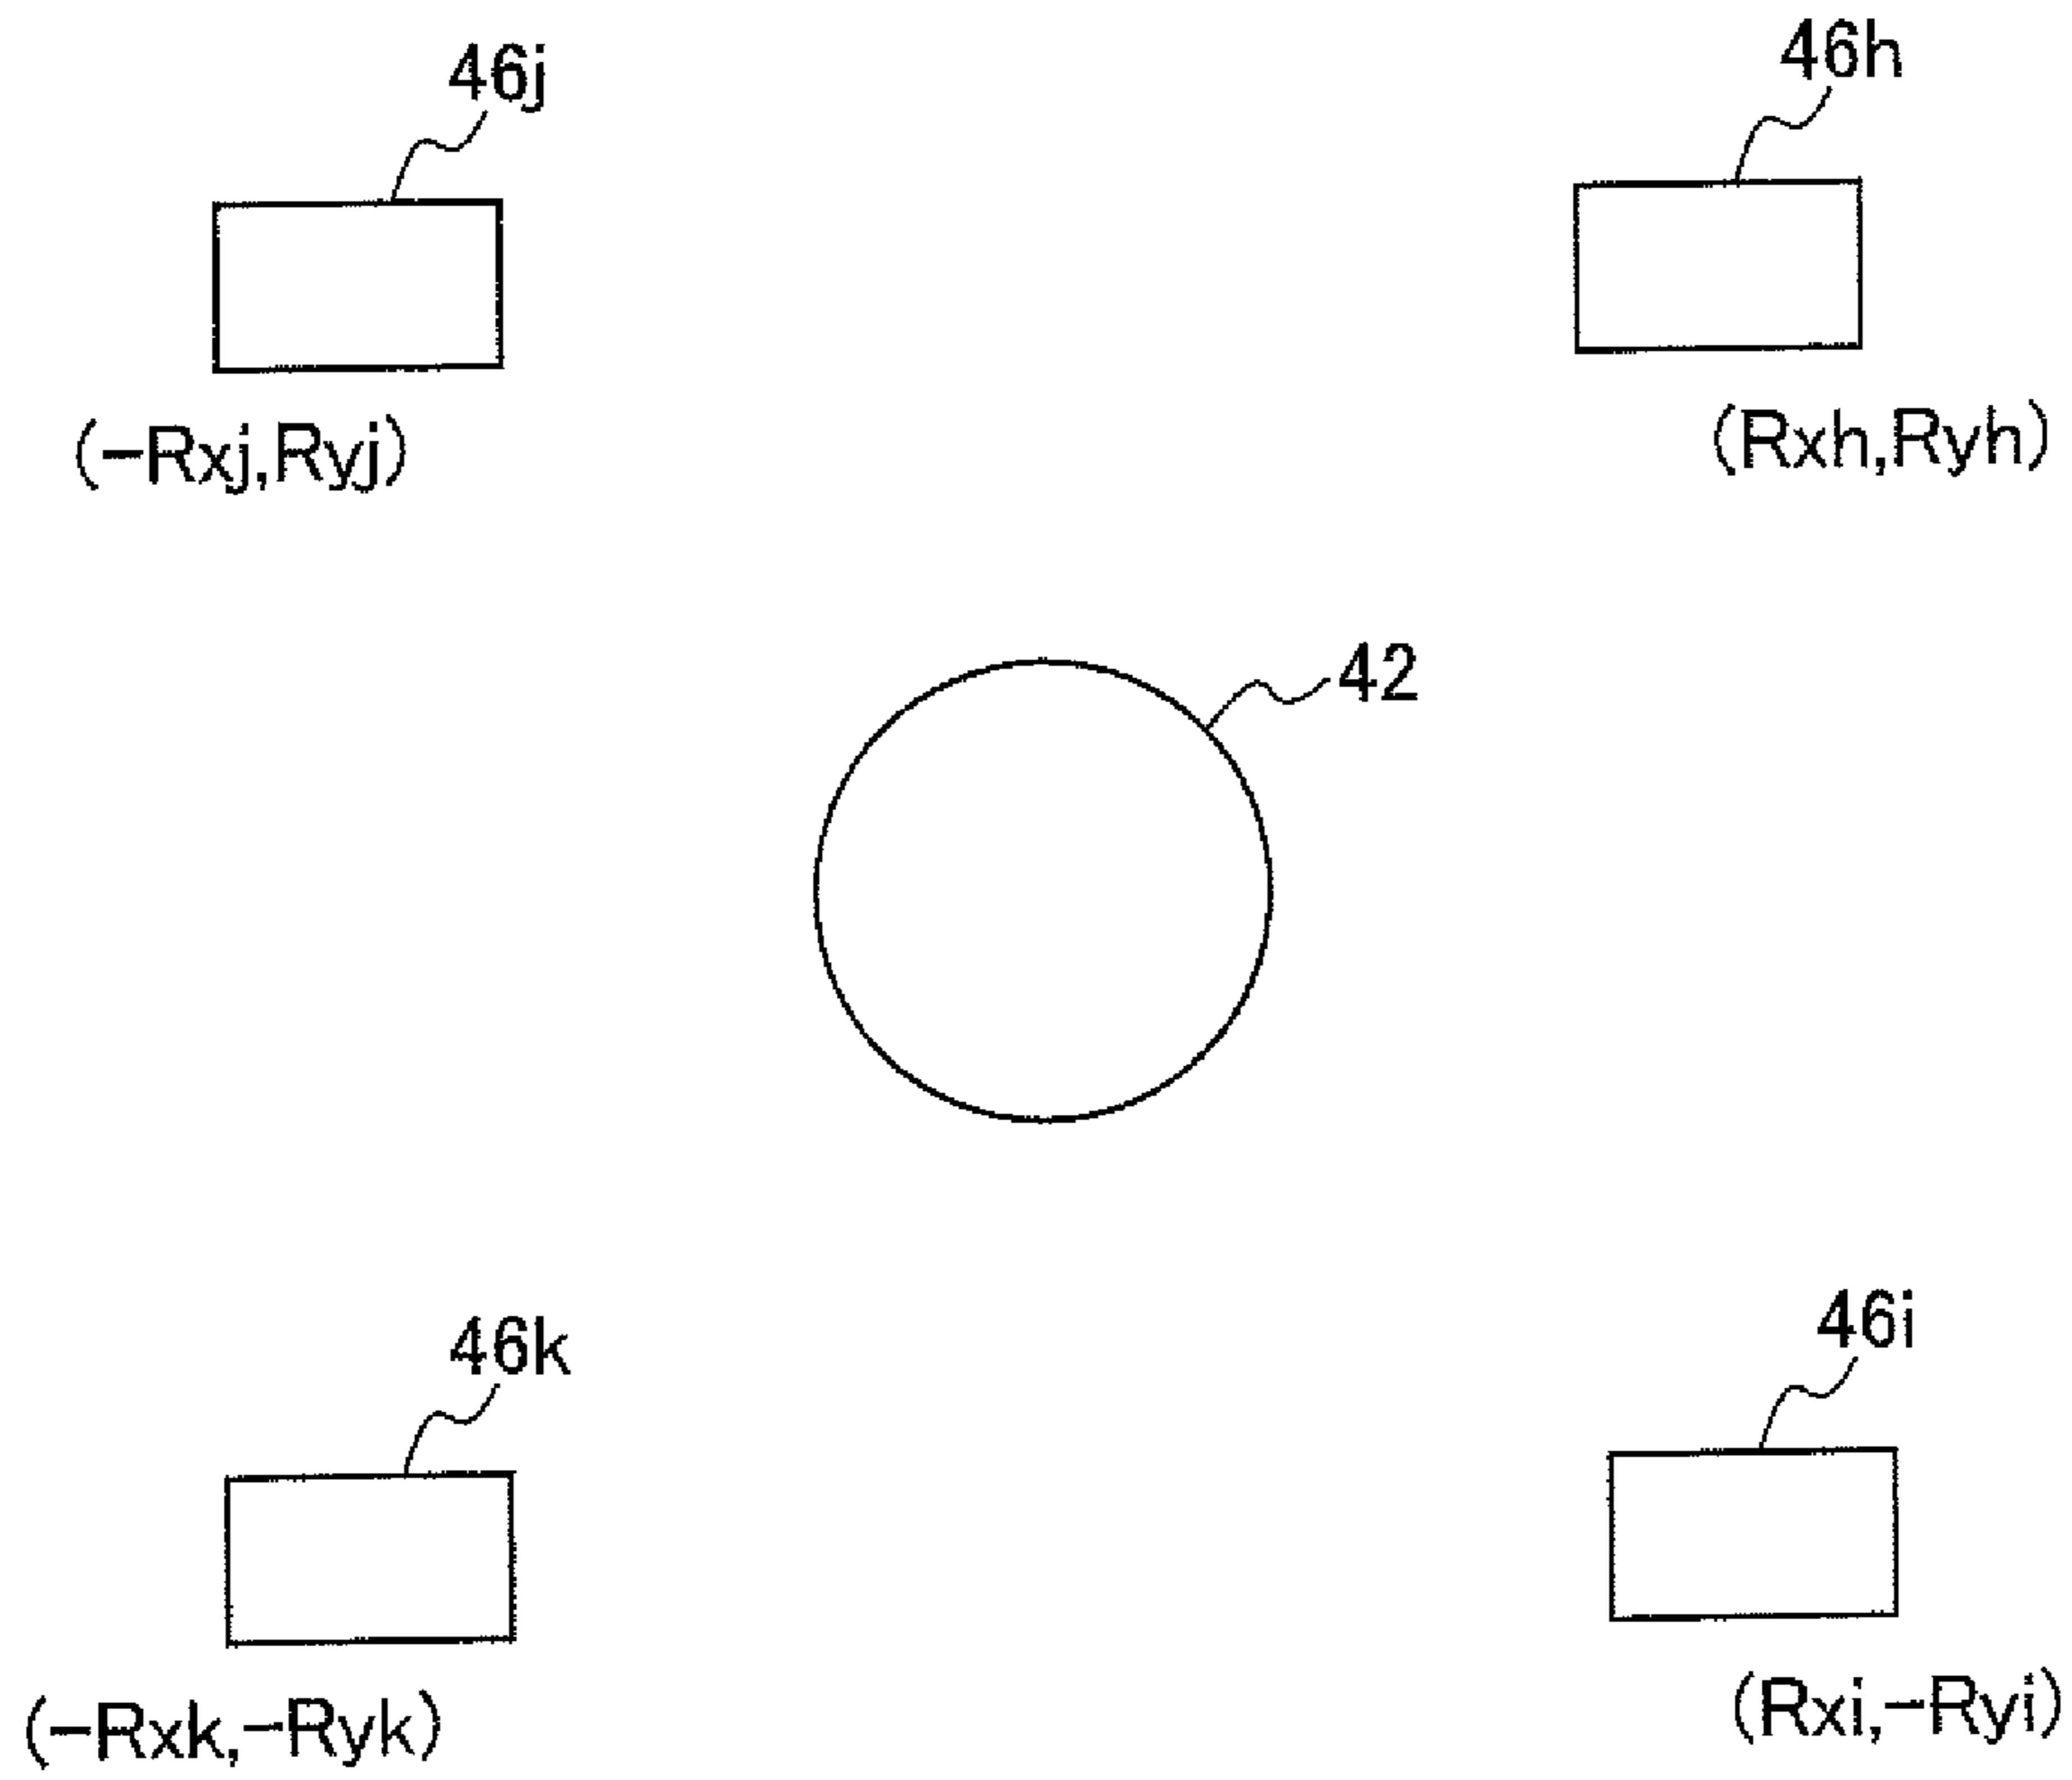 46j
46h
(-Rxj,Ryj)
(Rxh,Ryh)
42
46k
46i
(-Rxk,-Ryk)
(Rxi,-Ryi)